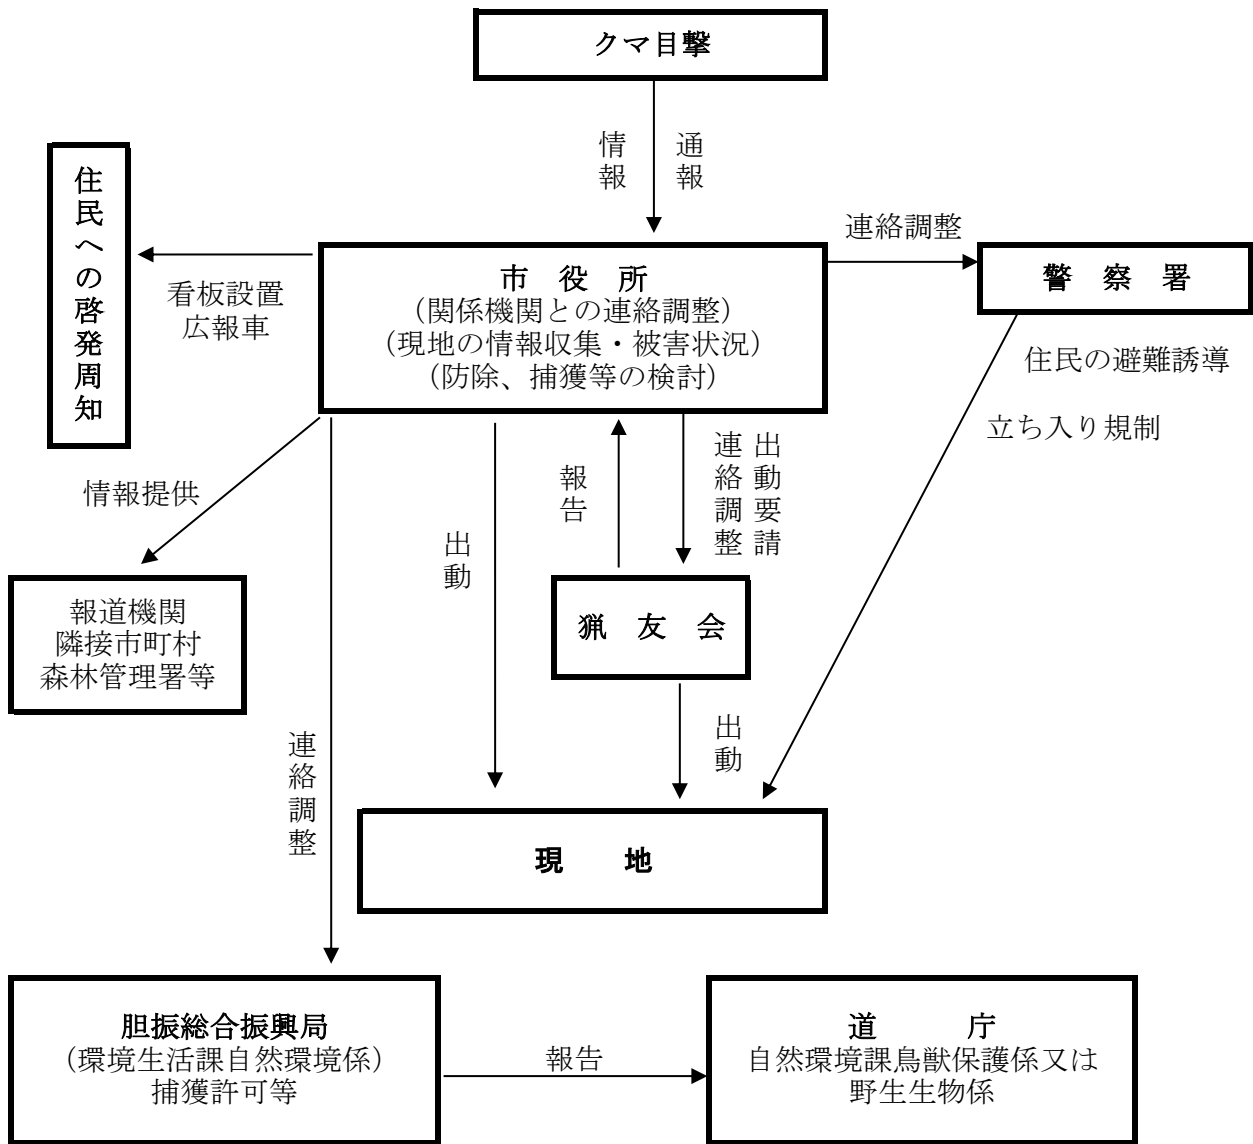 クマ目撃
情報
通報
住民への啓発周知
看板設置
広報車
市　役　所
（関係機関との連絡調整）
（現地の情報収集・被害状況）
（防除、捕獲等の検討）
連絡調整
警　察　署
住民の避難誘導
立ち入り規制
情報提供
報道機関
隣接市町村
森林管理署等
出動
報告
出動要請
連絡調整
猟　友　会
出動
連絡調整
現　　地
胆振総合振興局
（環境生活課自然環境係）
捕獲許可等
報告
道　　庁
自然環境課鳥獣保護係又は
野生生物係